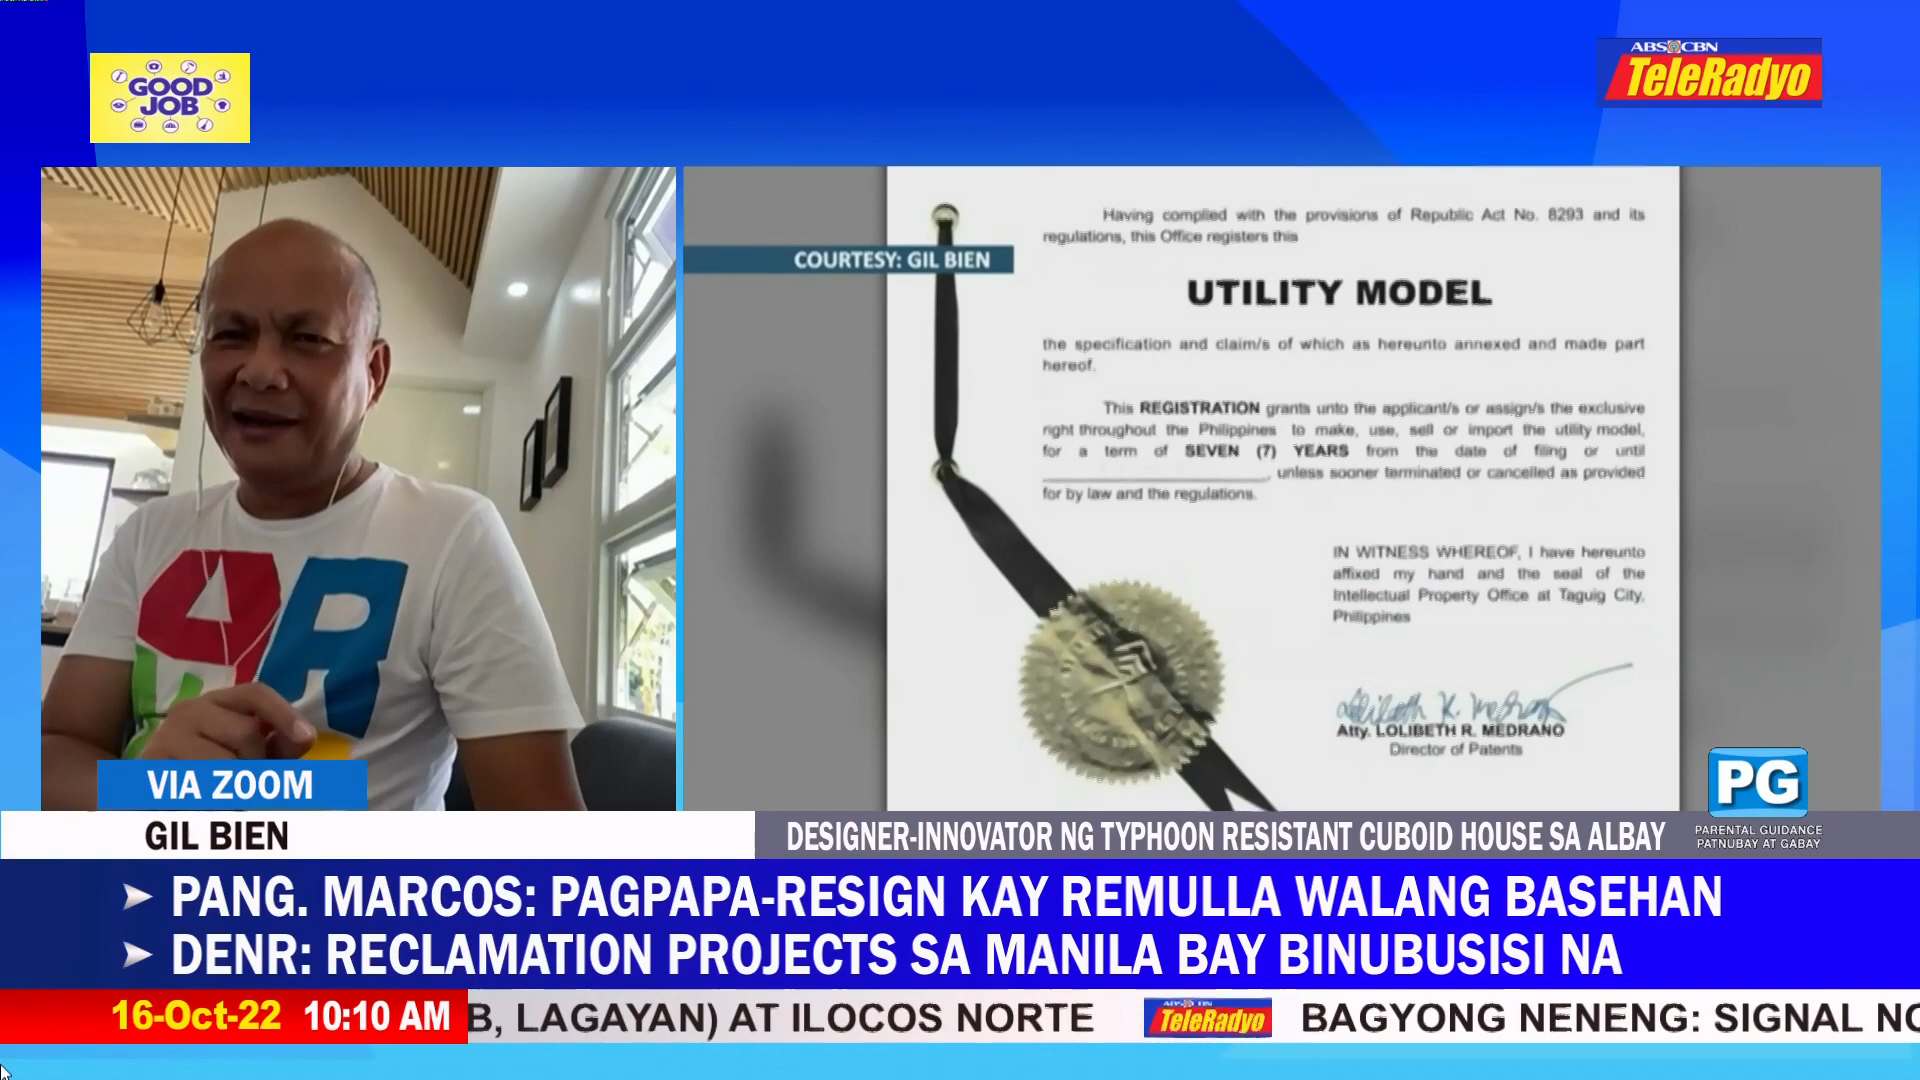 GOOD
JOB
ABS CBN
TeleRadyo
COURTESY: GIL BIEN
Having complied with the provisions of Republic Act No. 8293 and its
regulations, this Office registers this
UTILITY MODEL
the specification and claim/s of which as hereunto annexed and made part
hereof.
This REGISTRATION grants unto the applicant/s or assign/s the exclusive
right throughout the Philippines to make, use, sell or import the utility model,
for a term of SEVEN (7) YEARS from the date of filing or until
, unless sooner terminated or cancelled as provided
for by law and the regulations.
IN WITNESS WHEREOF, I have hereunto
affixed my hand and the seal of the
Intellectual Property Office at Taguig City,
Philippines
Atty. LOLIBETH R. MEDRANO
Director of Patents
VIA ZOOM
GIL BIEN
DESIGNER-INNOVATOR NG TYPHOON RESISTANT CUBOID HOUSE SA ALBAY
PG
PARENTAL GUIDANCE
PATNUBAY AT GABAY
PANG. MARCOS: PAGPAPA-RESIGN KAY REMULLA WALANG BASEHAN
DENR: RECLAMATION PROJECTS SA MANILA BAY BINUBUSISI NA
16-Oct-22 10:10 AM B, LAGAYAN) AT ILOCOS NORTE ABS CBN TeleRadyo BAGYONG NENENG: SIGNAL NO